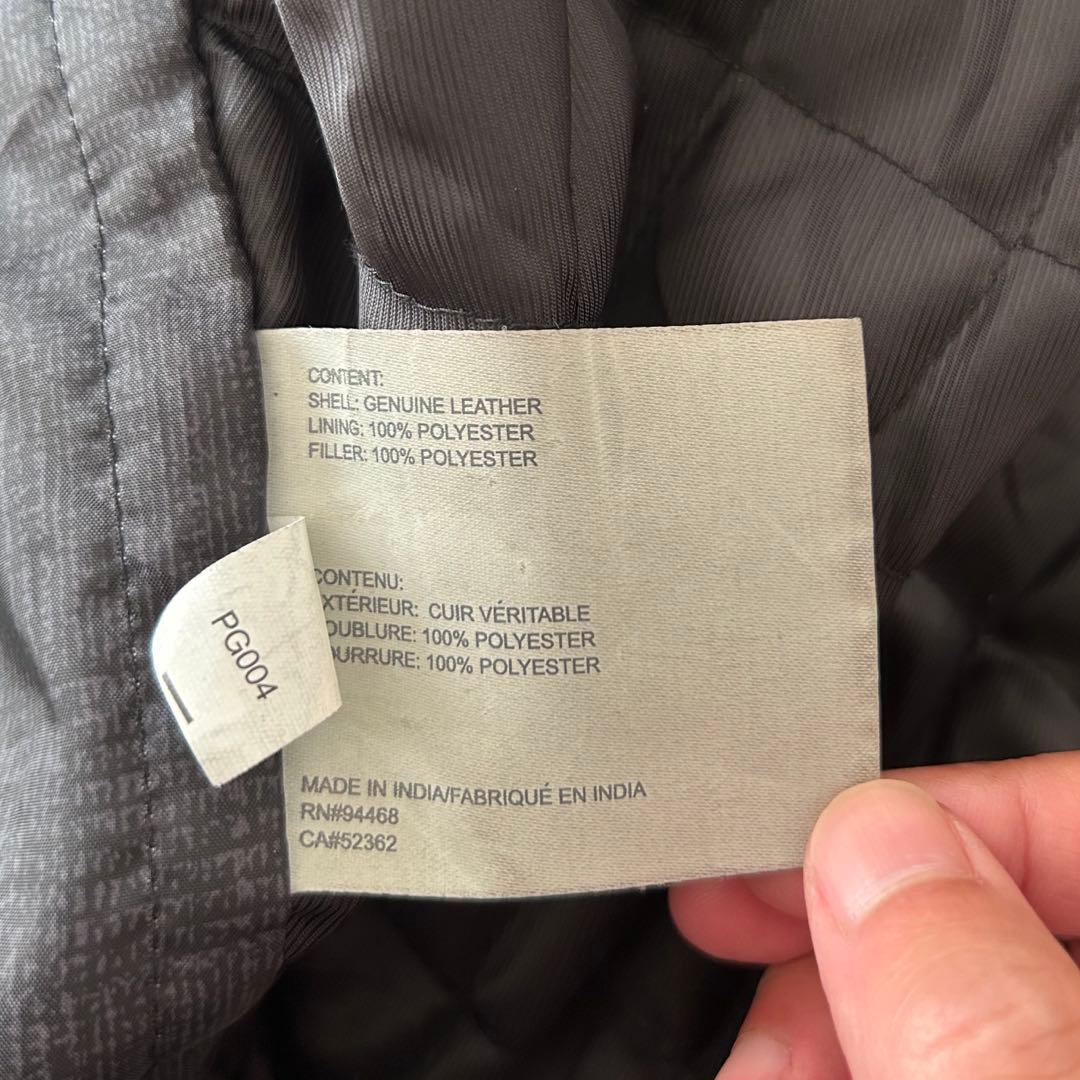 CONTENT:
SHELL: GENUINE LEATHER
LINING: 100% POLYESTER
FILLER: 100% POLYESTER
CONTENU:
XTÉRIEUR: CUIR VÉRITABLE
OUBLURE: 100% POLYESTER
OURRURE: 100% POLYESTER
PG004
MADE IN INDIA/FABRIQUÉ EN INDIA
RN#94468
CA#52362